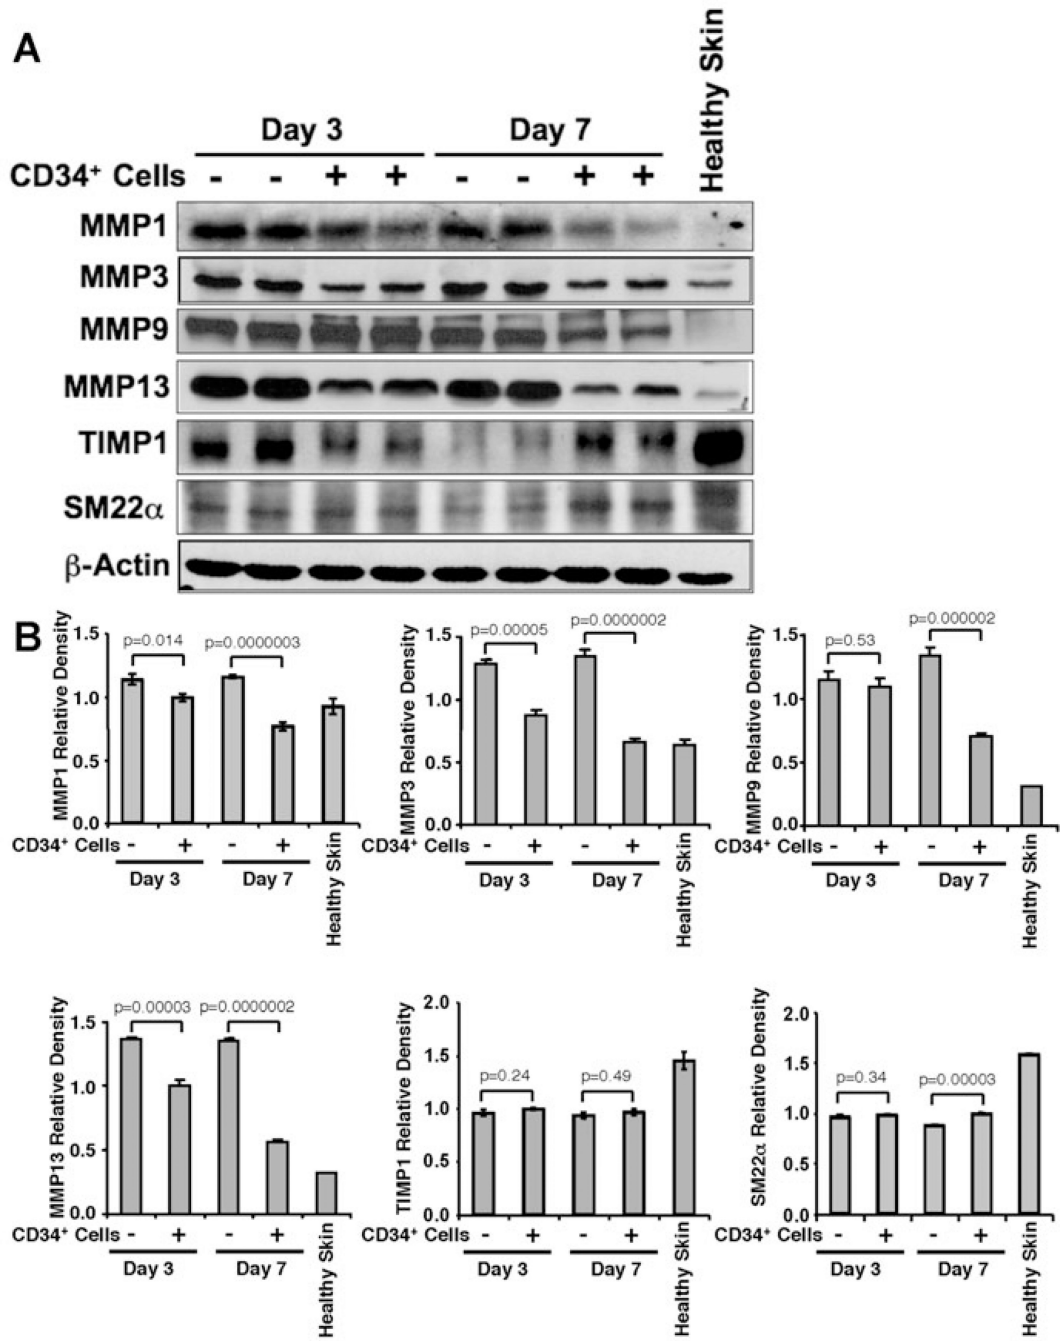 A
Healthy Skin
Day 3 Day 7
CD34+ Cells - - + + - - + +
MMP1
MMP3
MMP9
MMP13
TIMP1
SM22α
β-Actin
B
MMP1 Relative Density
1.5
1.0
0.5
0.0
p=0.014 p=0.0000003
CD34+ Cells - + - +
Day 3 Day 7 Healthy Skin
MMP3 Relative Density
1.5
1.0
0.5
0.0
p=0.00005 p=0.0000002
CD34+ Cells - + - +
Day 3 Day 7 Healthy Skin
MMP9 Relative Density
1.5
1.0
0.5
0.0
p=0.53 p=0.000002
CD34+ Cells - + - +
Day 3 Day 7 Healthy Skin
MMP13 Relative Density
1.5
1.0
0.5
0.0
p=0.00003 p=0.0000002
CD34+ Cells - + - +
Day 3 Day 7 Healthy Skin
TIMP1 Relative Density
2.0
1.5
1.0
0.5
0.0
p=0.24 p=0.49
CD34+ Cells - + - +
Day 3 Day 7 Healthy Skin
SM22α Relative Density
2.0
1.5
1.0
0.5
0.0
p=0.34 p=0.00003
CD34+ Cells - + - +
Day 3 Day 7 Healthy Skin